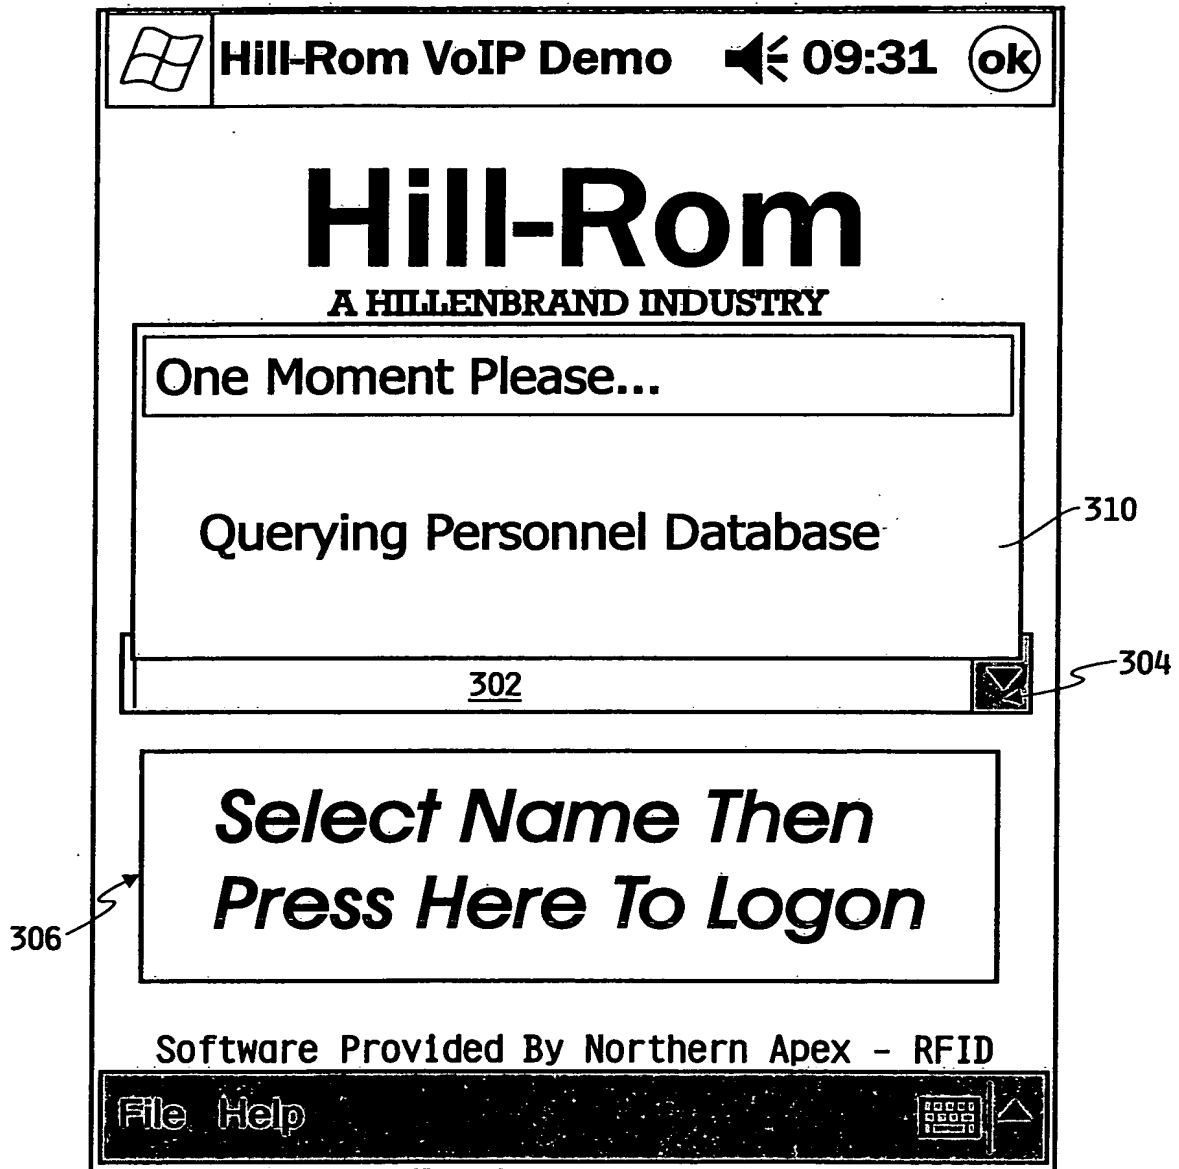 Hill-Rom VoIP Demo 09:31 ok
Hill-Rom
A HILLENBRAND INDUSTRY
One Moment Please...
Querying Personnel Database
310
302
304
Select Name Then
Press Here To Logon
306
Software Provided By Northern Apex - RFID
File Help